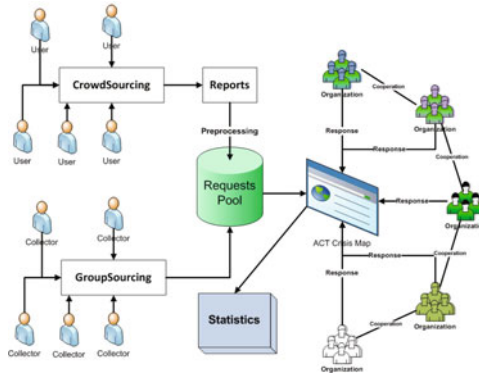 User
User
CrowdSourcing
Reports
User
User
User
Preprocessing
Requests
Pool
Collector
Collector
GroupSourcing
Collector
Collector
Collector
Statistics
ACT Crisis Map
Organization
Cooperation
Organization
Response
Response
Cooperation
Response
Organization
Response
Response
Cooperation
Organization
Cooperation
Organization